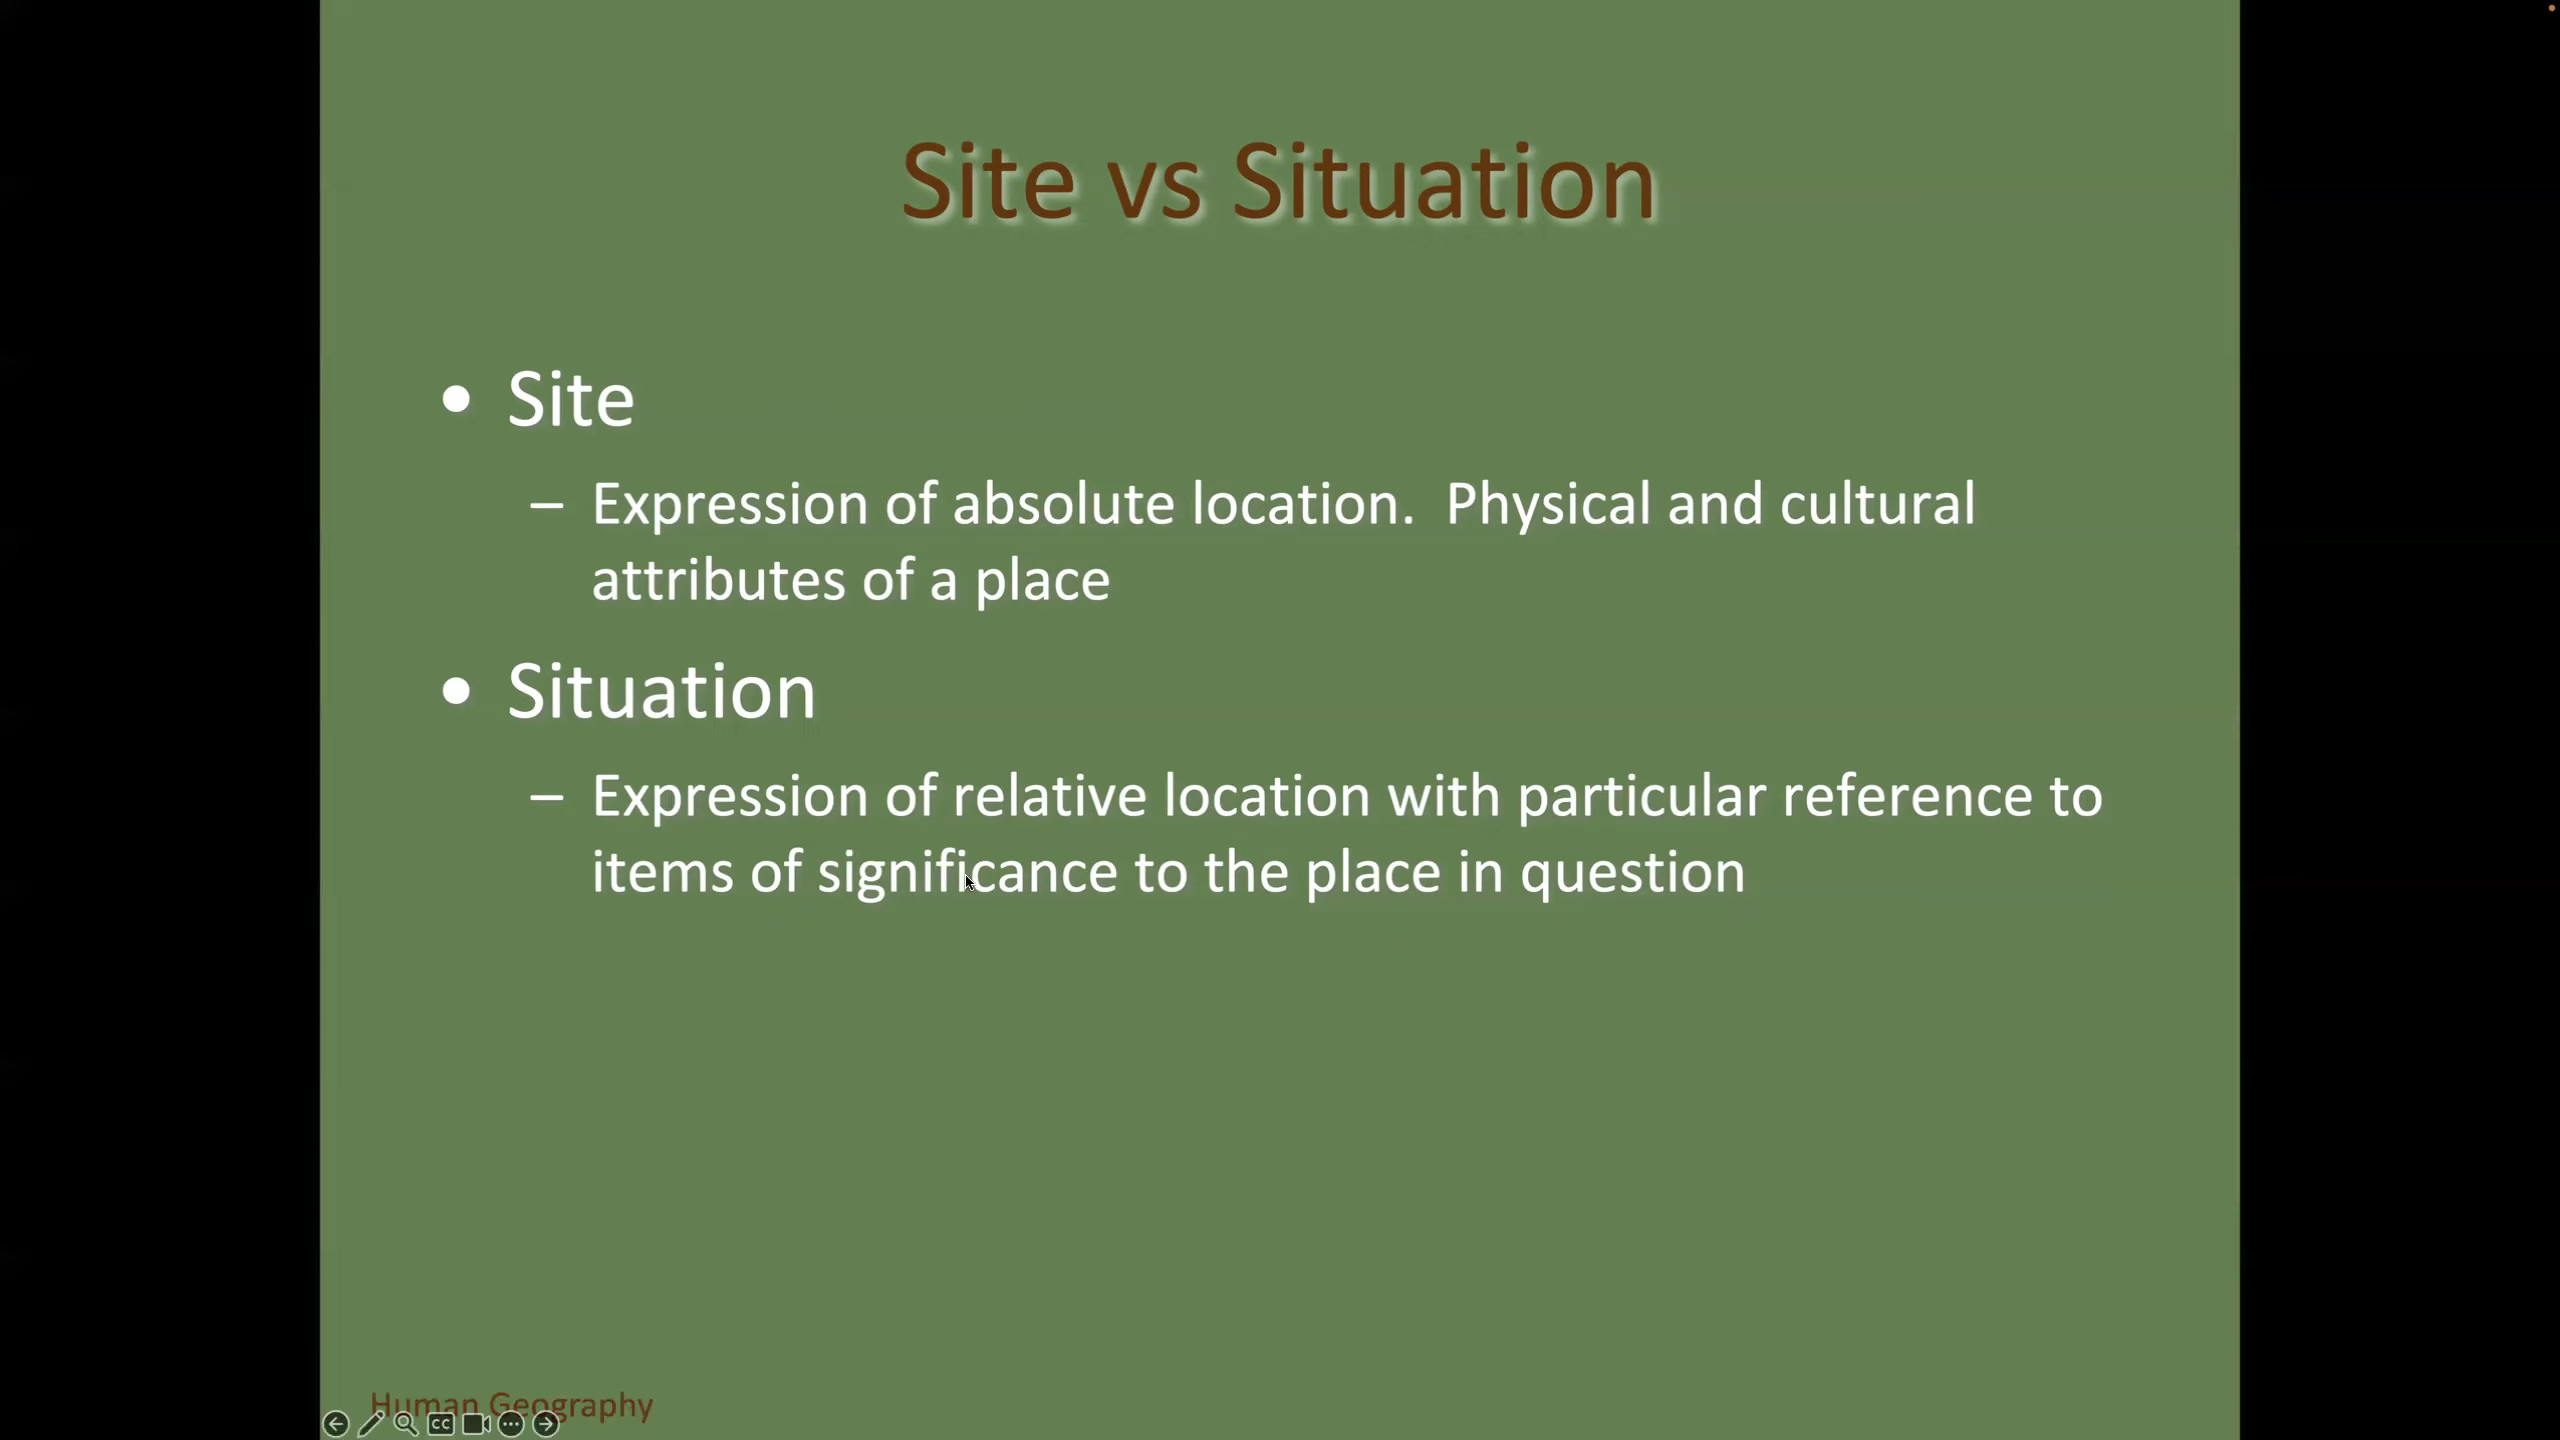 Site vs Situation
• Site
– Expression of absolute location.  Physical and cultural
attributes of a place
• Situation
– Expression of relative location with particular reference to
items of significance to the place in question
Human Geography
CC